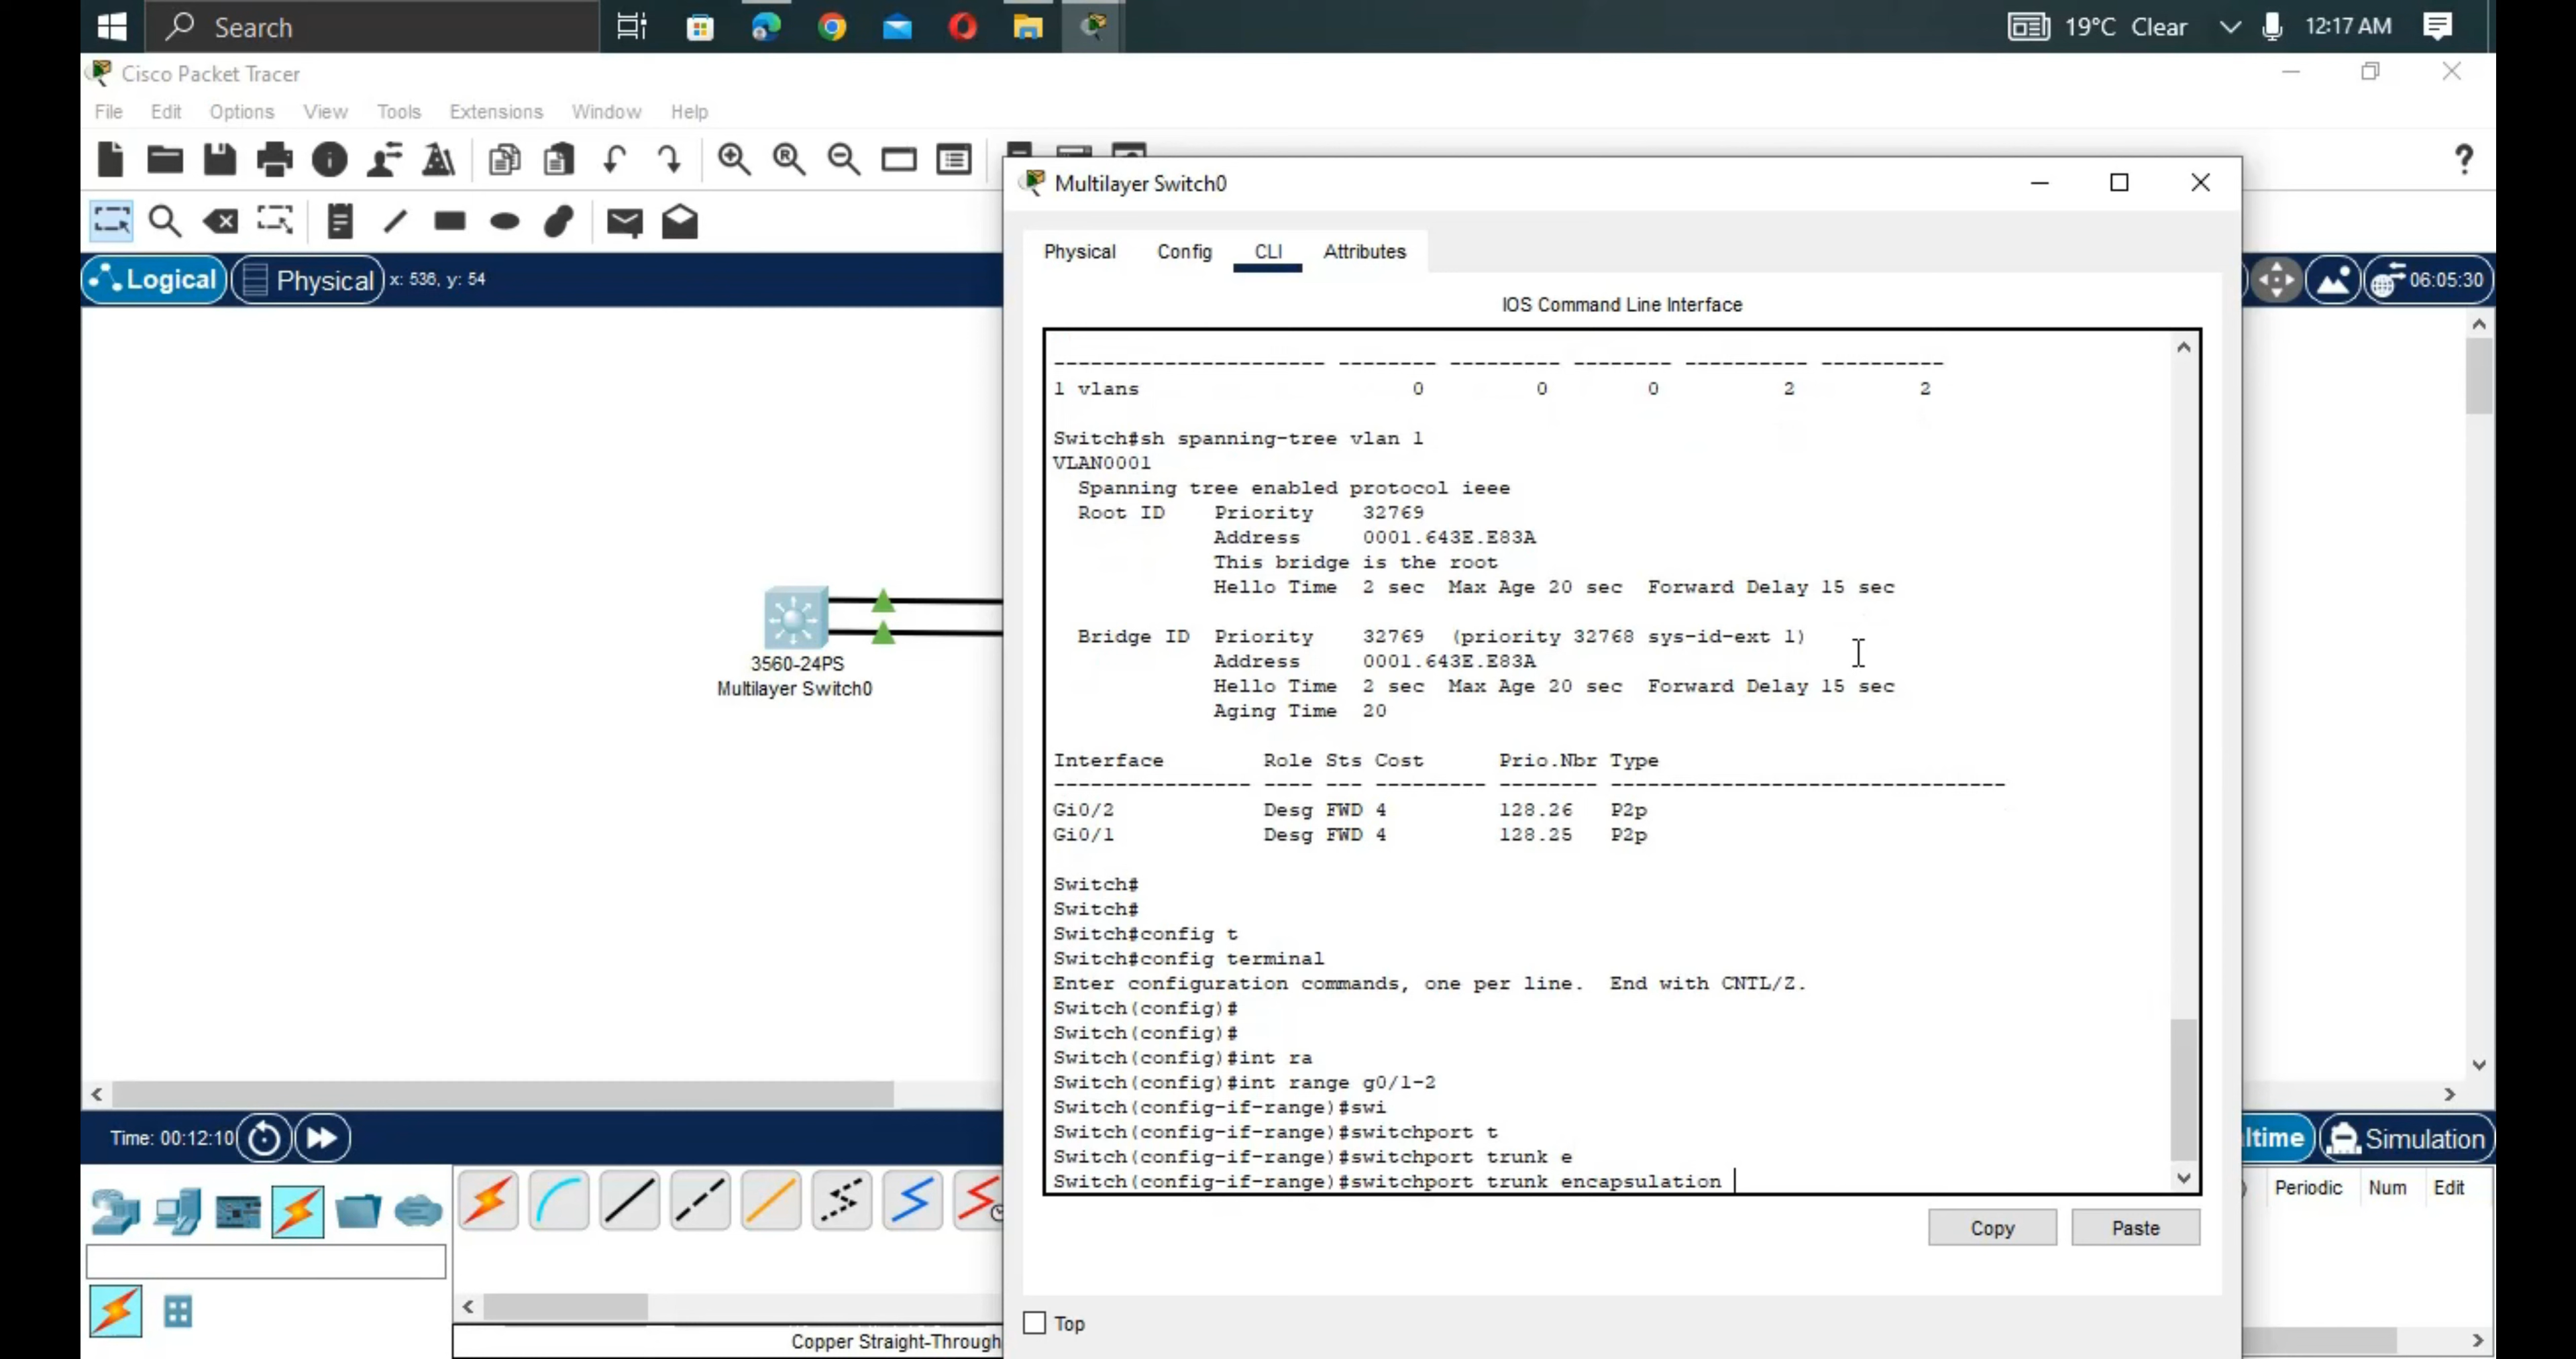 Search
19°C Clear
12:17 AM
Cisco Packet Tracer
File Edit Options View Tools Extensions Window Help
Multilayer Switch0
Physical Config CLI Attributes
Logical
Physical
x: 536, y: 54
06:05:30
IOS Command Line Interface
---------------------- -------- --------- -------- ---------- ----------
1 vlans 0 0 0 2 2
Switch#sh spanning-tree vlan 1
VLAN0001
Spanning tree enabled protocol ieee
Root ID Priority 32769
Address 0001.643E.E83A
This bridge is the root
Hello Time 2 sec Max Age 20 sec Forward Delay 15 sec
Bridge ID Priority 32769 (priority 32768 sys-id-ext 1)
Address 0001.643E.E83A
Hello Time 2 sec Max Age 20 sec Forward Delay 15 sec
Aging Time 20
Interface Role Sts Cost Prio.Nbr Type
---------------- ---- --- --------- -------- --------------------------------
Gi0/2 Desg FWD 4 128.26 P2p
Gi0/1 Desg FWD 4 128.25 P2p
Switch#
Switch#
Switch#config t
Switch#config terminal
Enter configuration commands, one per line. End with CNTL/Z.
Switch(config)#
Switch(config)#
Switch(config)#int ra
Switch(config)#int range g0/1-2
Switch(config-if-range)#swi
Switch(config-if-range)#switchport t
Switch(config-if-range)#switchport trunk e
Switch(config-if-range)#switchport trunk encapsulation
3560-24PS
Multilayer Switch0
Copy
Paste
Top
Time: 00:12:10
ltime
Simulation
Periodic Num Edit
Copper Straight-Through